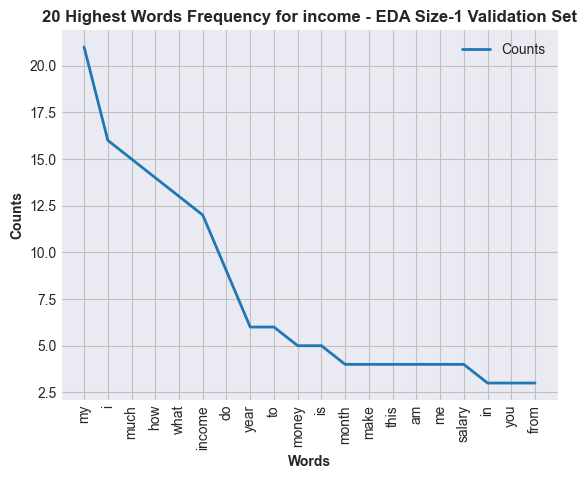 20 Highest Words Frequency for income - EDA Size-1 Validation Set
Counts
20.0
17.5
15.0
12.5
10.0
7.5
5.0
2.5
Counts
my
i
much
how
what
income
do
year
to
money
is
month
make
this
am
me
salary
in
you
from
Words